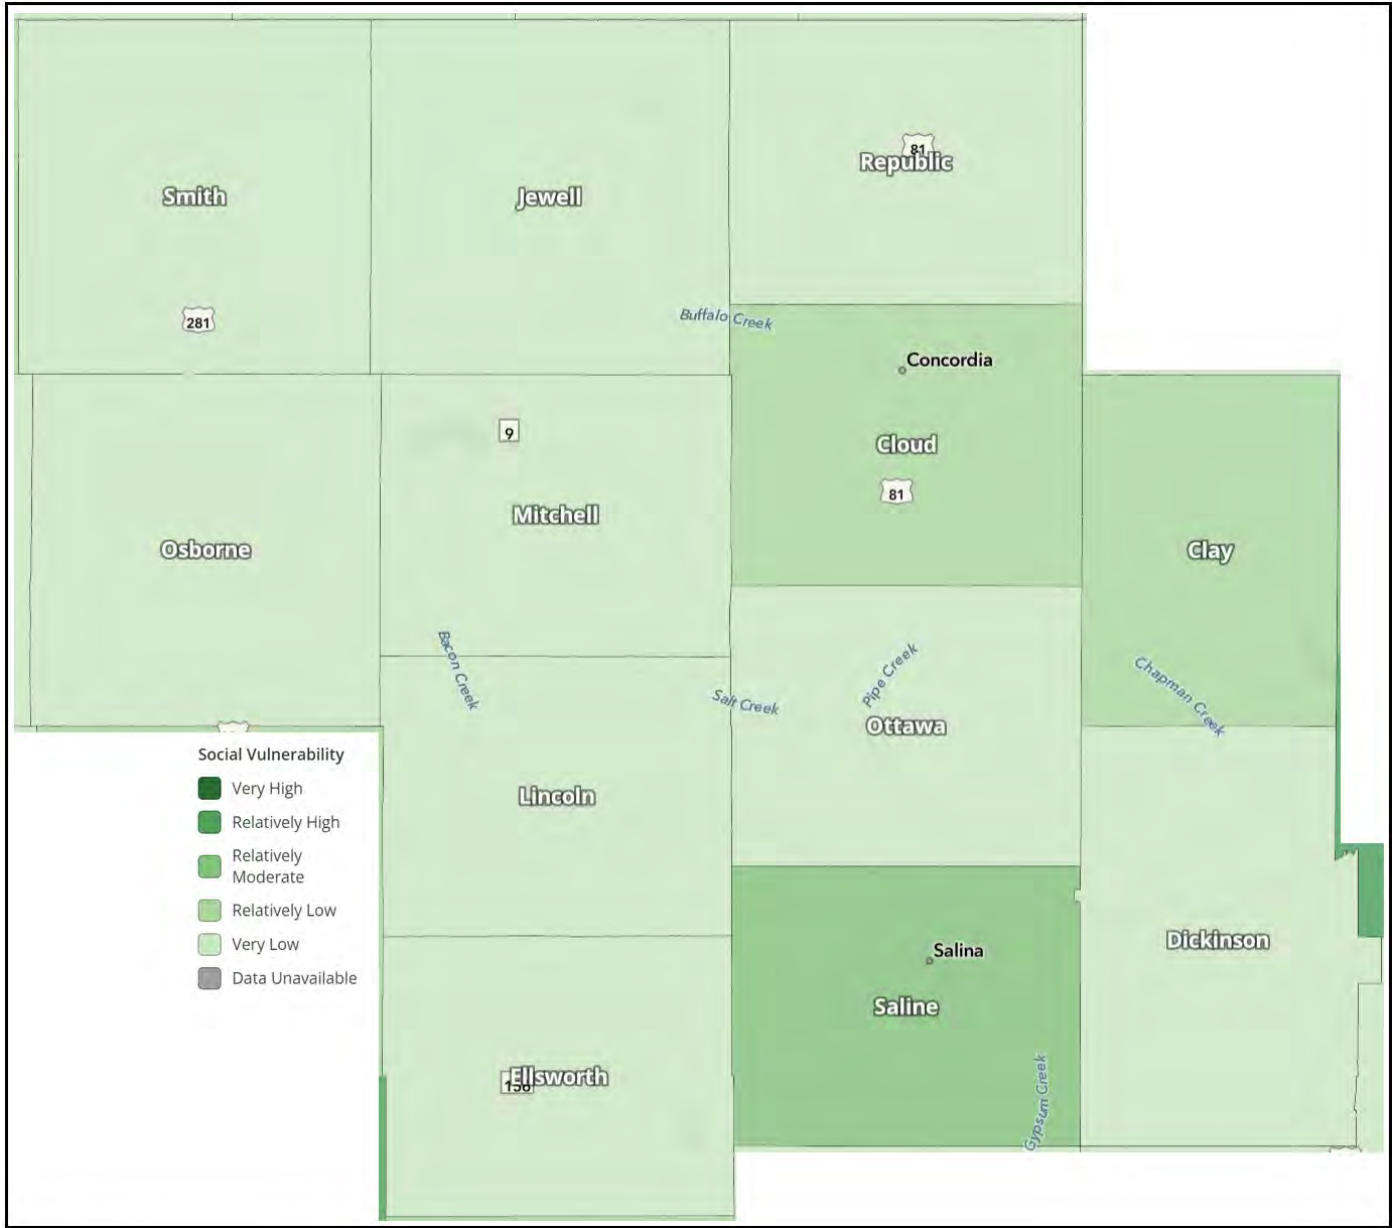 81
Republic
Smith
Jewell
281
Buffalo Creek
Concordia
9
Cloud
81
Mitchell
Osborne
Clay
Bacon Creek
Salt Creek
Pipe Creek
Chapman Creek
Ottawa
Social Vulnerability
Very High
Relatively High
Relatively
Moderate
Relatively Low
Very Low
Data Unavailable
Lincoln
Dickinson
Salina
Saline
Ellsworth
156
Gypsum Creek